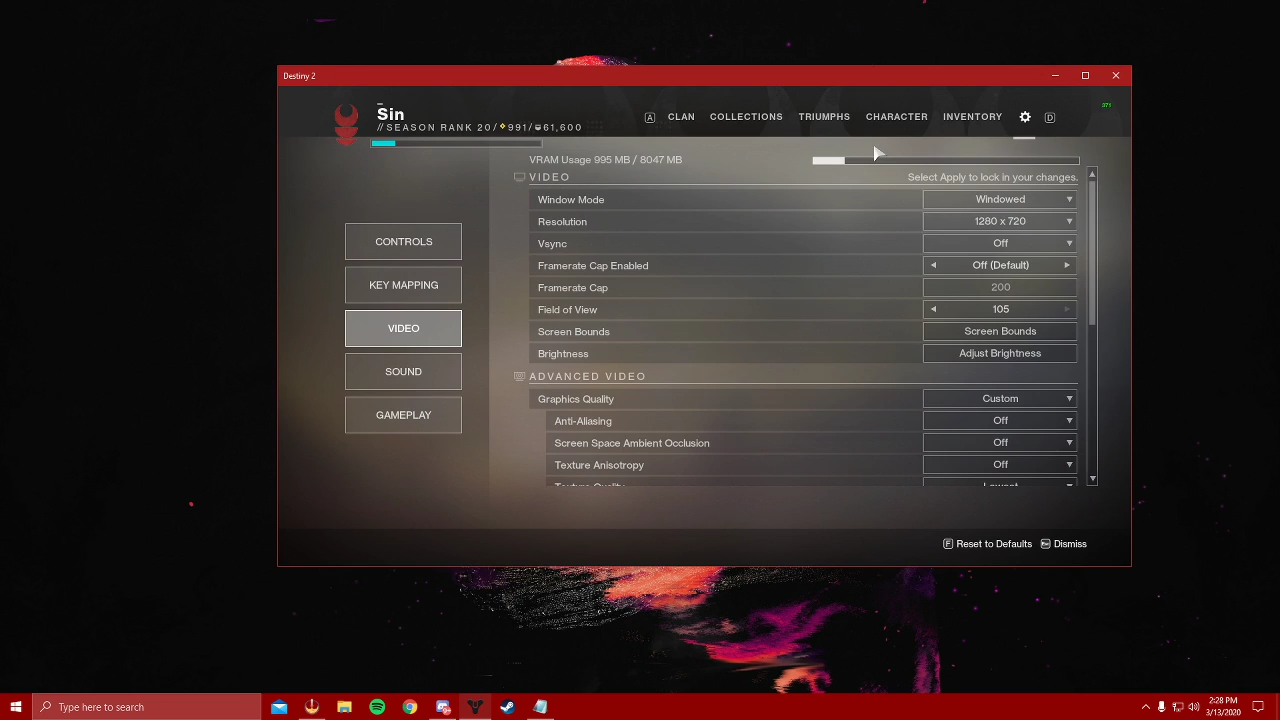 Destiny 2
Sin
//SEASON RANK 20/991/61,600
A CLAN COLLECTIONS TRIUMPHS CHARACTER INVENTORY D
VRAM Usage 995 MB / 8047 MB
VIDEO Select Apply to lock in your changes.
Window Mode Windowed
Resolution 1280 x 720
Vsync Off
Framerate Cap Enabled Off (Default)
Framerate Cap 200
Field of View 105
Screen Bounds Screen Bounds
Brightness Adjust Brightness
ADVANCED VIDEO
Graphics Quality Custom
Anti-Aliasing Off
Screen Space Ambient Occlusion Off
Texture Anisotropy Off
Texture Quality Lowest
CONTROLS
KEY MAPPING
VIDEO
SOUND
GAMEPLAY
F Reset to Defaults Esc Dismiss
Type here to search
2:28 PM
3/13/2020